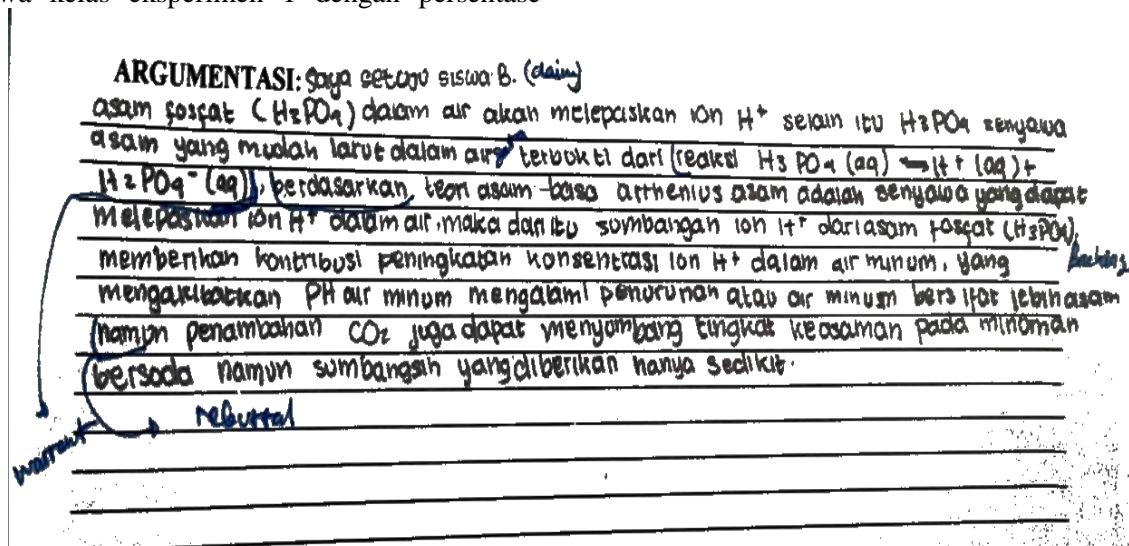 kelas eksperimen 1 dengan persentase
ARGUMENTASI: Saya setuju siswa B. (claim)
asam fosfat (H3PO4) dalam air akan melepaskan ion H+ selain itu H3PO4 senyawa
asam yang mudah larut dalam air terbukti dari (reaksi H3PO4 (aq) → H+ (aq) +
H2PO4- (aq)), berdasarkan teori asam-basa arrhenius asam adalah senyawa yang dapat
melepaskan ion H+ dalam air. maka dari itu sumbangan ion H+ dari asam fosfat (H3PO4),
memberikan kontribusi peningkatan konsentrasi ion H+ dalam air minum, yang
backing
mengakibatkan PH air minum mengalami penurunan atau air minum bersifat lebih asam
(namun penambahan CO2 juga dapat menyumbang tingkat keasaman pada minuman
bersoda namun sumbangsih yang diberikan hanya sedikit.
rebuttal
warrant